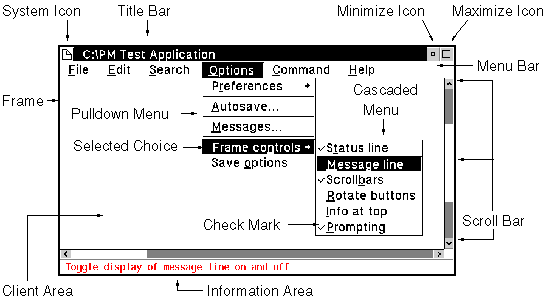 System Icon Title Bar Minimize Icon Maximize Icon
C:\PM Test Application
File Edit Search Options Command Help Menu Bar
Preferences
Cascaded
Frame
Autosave...
Menu
Pulldown Menu
Messages...
Selected Choice Frame controls Status line
Save options Message line
Scrollbars
Rotate buttons
Info at top
Check Mark Prompting Scroll Bar
Toggle display of message line on and off
Client Area Information Area